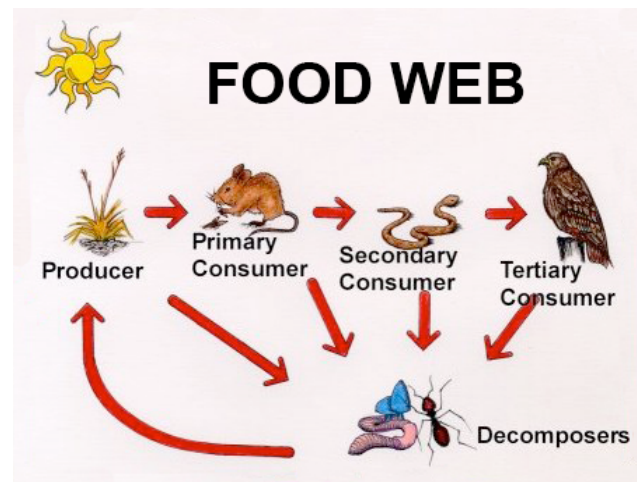 FOOD WEB
Producer
Primary
Consumer
Secondary
Consumer
Tertiary
Consumer
Decomposers